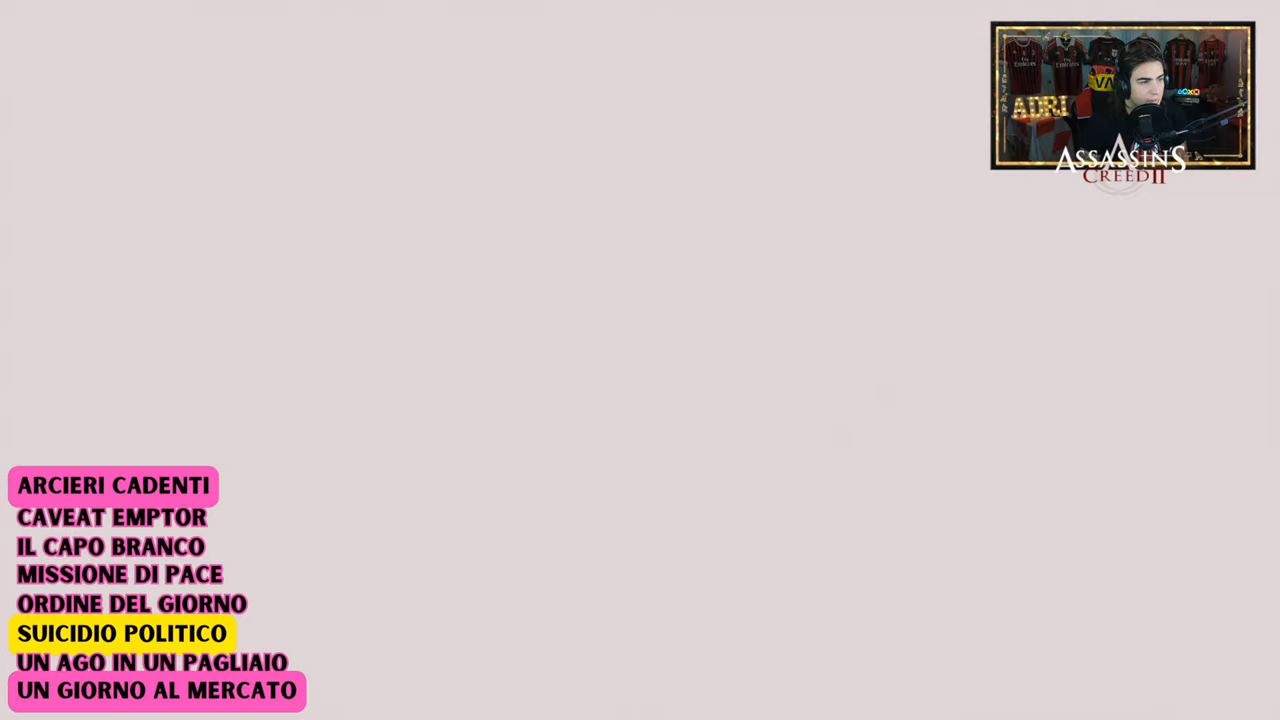 ADRI
ASSASSIN'S
CREED II
ARCIERI CADENTI
CAVEAT EMPTOR
IL CAPO BRANCO
MISSIONE DI PACE
ORDINE DEL GIORNO
SUICIDIO POLITICO
UN AGO IN UN PAGLIAIO
UN GIORNO AL MERCATO